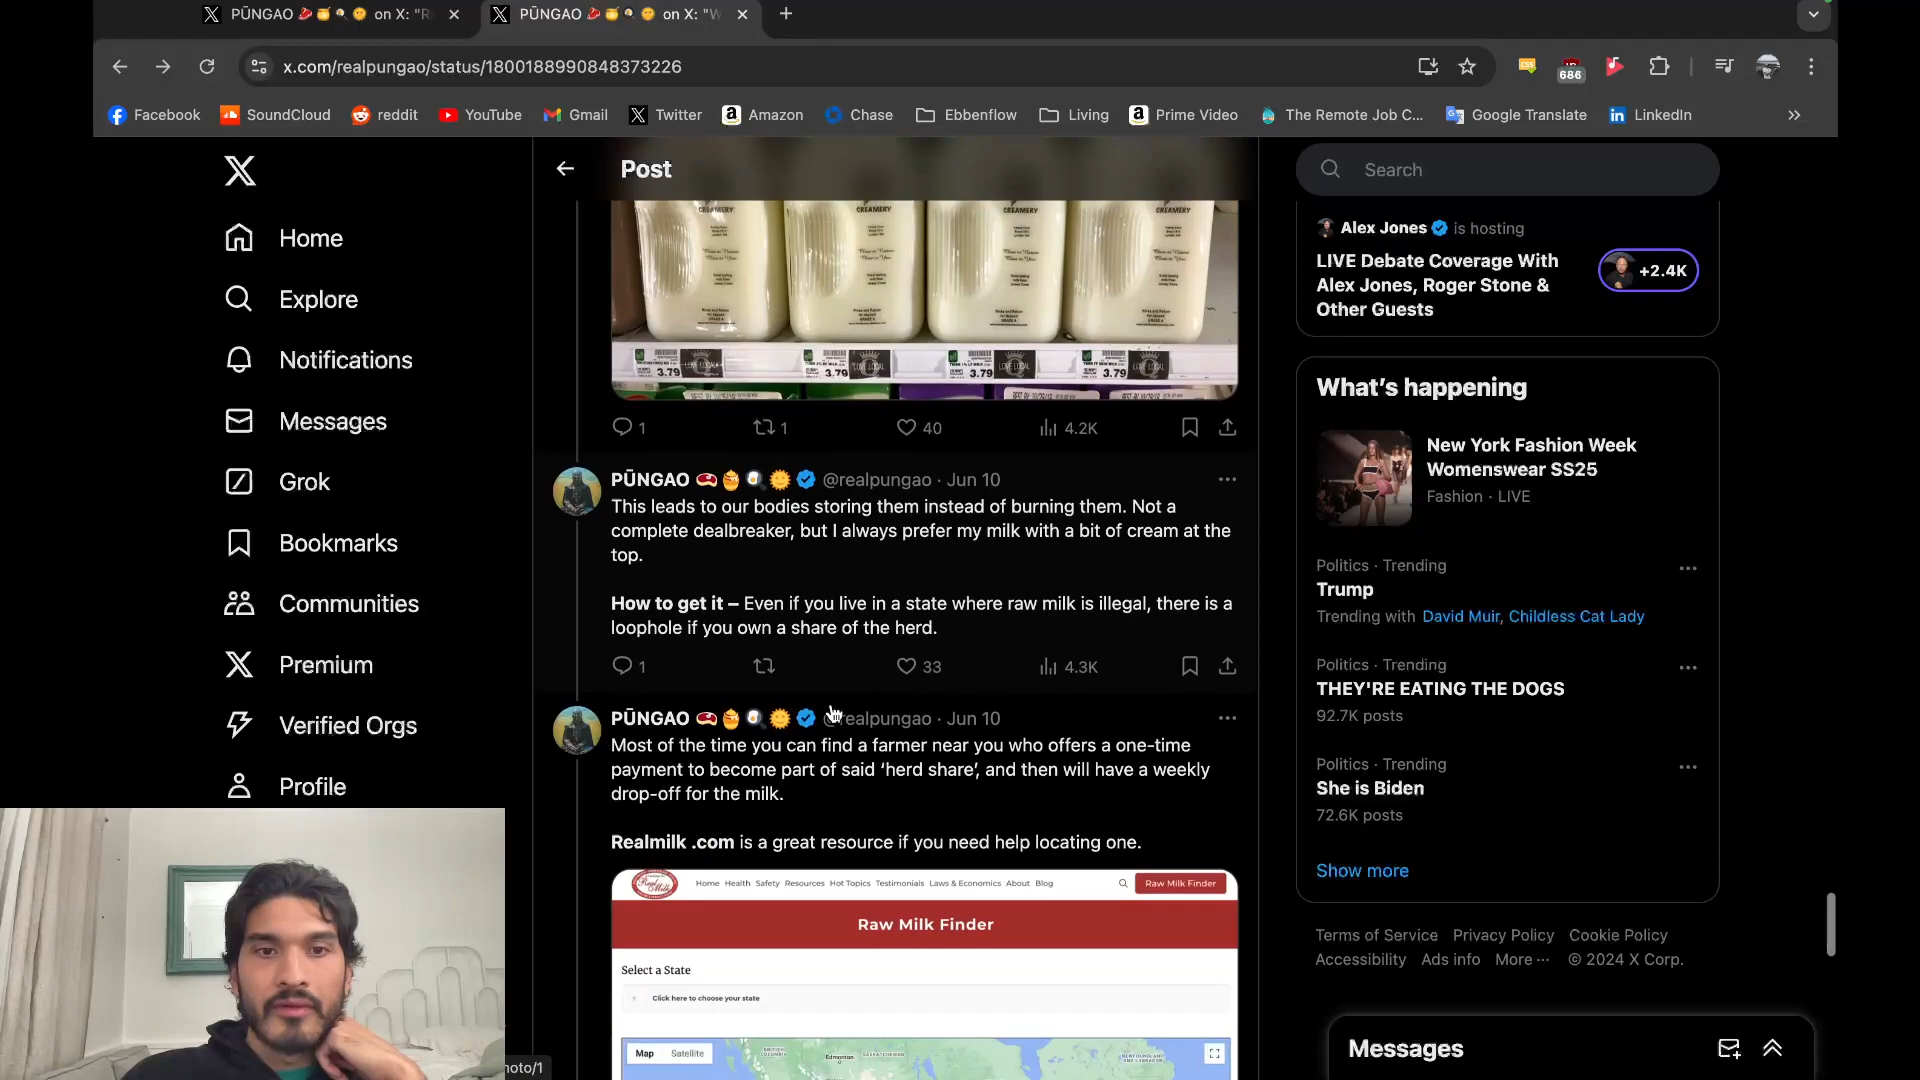 PŪNGAO 🥩🍯🍳🌞 on X: "R
PŪNGAO 🥩🍯🍳🌞 on X: "W
x.com/realpungao/status/1800188990848373226
686
Facebook
SoundCloud
reddit
YouTube
Gmail
Twitter
Amazon
Chase
Ebbenflow
Living
Prime Video
The Remote Job C...
Google Translate
LinkedIn
Post
Search
Home
Explore
Notifications
Messages
Grok
Bookmarks
Communities
Premium
Verified Orgs
Profile
CREAMERY CREAMERY CREAMERY CREAMERY
3.79 3.79 3.79 3.79
1 1 40 4.2K
PŪNGAO 🥩🍯🍳🌞 @realpungao · Jun 10
This leads to our bodies storing them instead of burning them. Not a
complete dealbreaker, but I always prefer my milk with a bit of cream at the
top.
How to get it – Even if you live in a state where raw milk is illegal, there is a
loophole if you own a share of the herd.
1 33 4.3K
PŪNGAO 🥩🍯🍳🌞 @realpungao · Jun 10
Most of the time you can find a farmer near you who offers a one-time
payment to become part of said ‘herd share’, and then will have a weekly
drop-off for the milk.
Realmilk .com is a great resource if you need help locating one.
Real Milk
Home Health Safety Resources Hot Topics Testimonials Laws & Economics About Blog
Raw Milk Finder
Raw Milk Finder
Select a State
Click here to choose your state
Map Satellite
Edmonton
Alex Jones is hosting
LIVE Debate Coverage With
Alex Jones, Roger Stone &
Other Guests
+2.4K
What’s happening
New York Fashion Week
Womenswear SS25
Fashion · LIVE
Politics · Trending
Trump
Trending with David Muir, Childless Cat Lady
Politics · Trending
THEY'RE EATING THE DOGS
92.7K posts
Politics · Trending
She is Biden
72.6K posts
Show more
Terms of Service Privacy Policy Cookie Policy
Accessibility Ads info More ··· © 2024 X Corp.
Messages
hoto/1